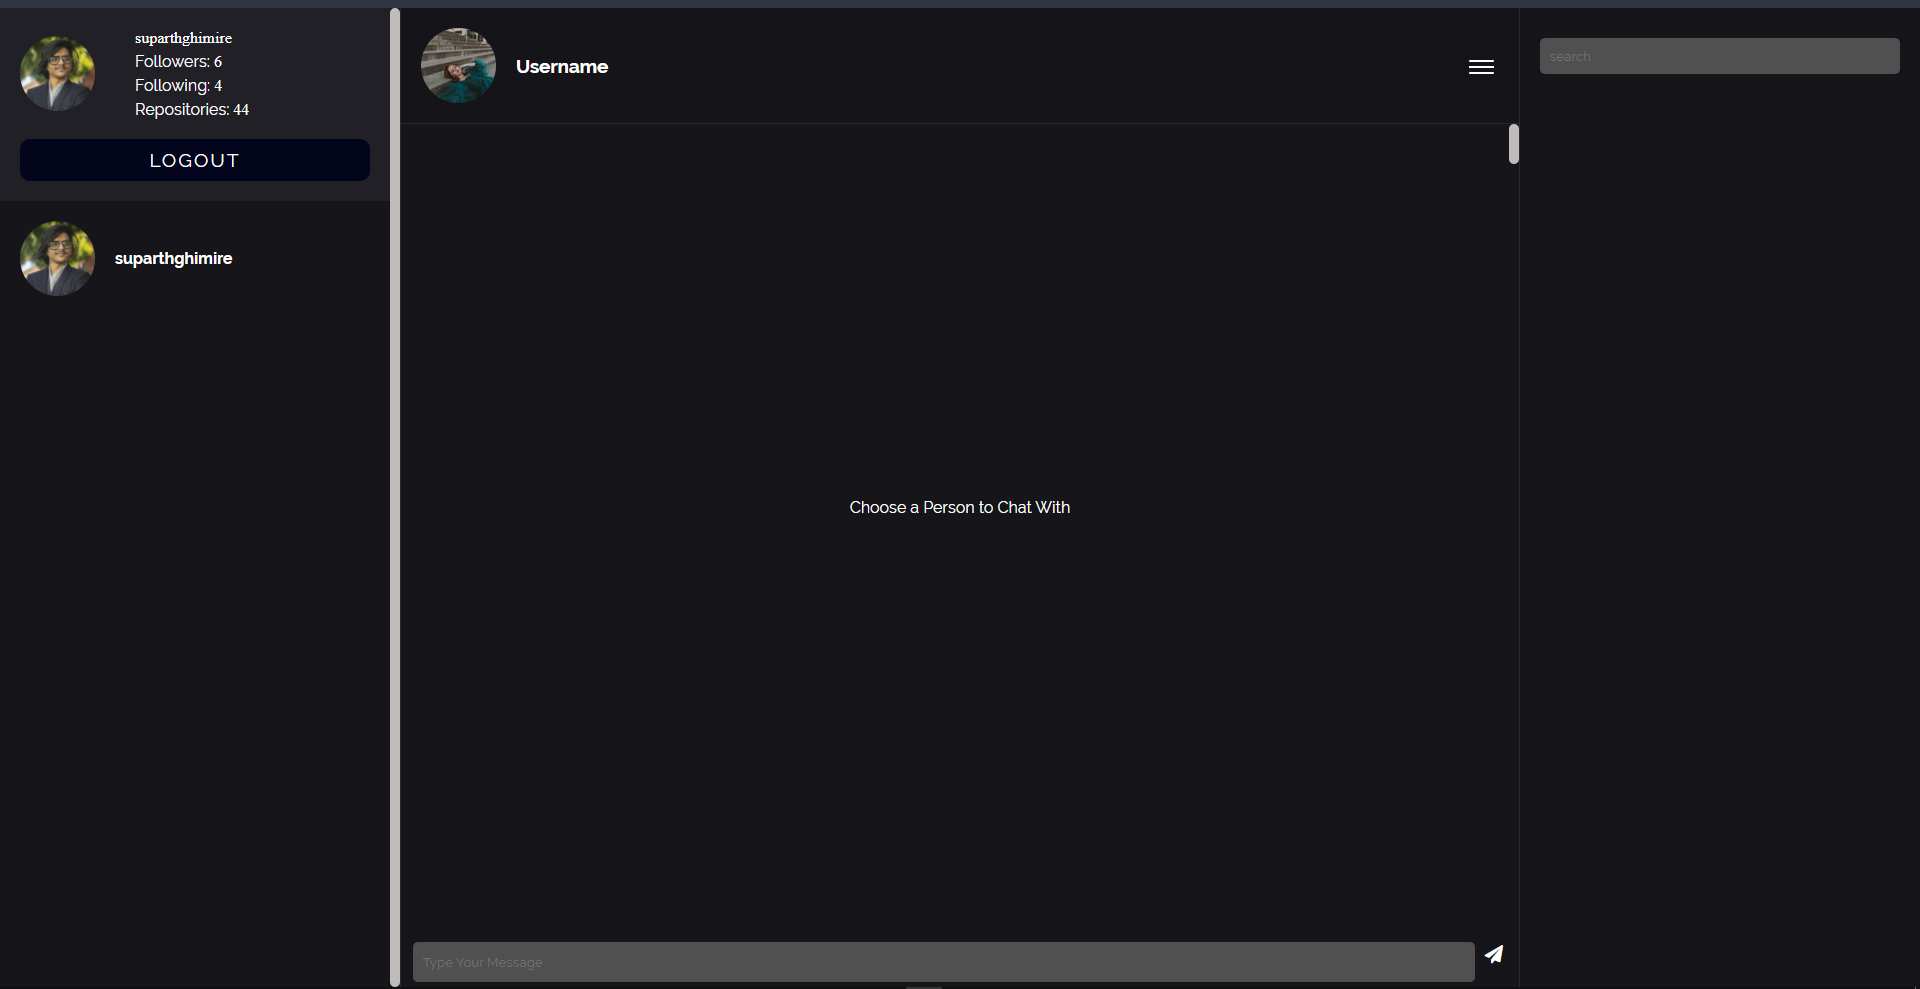 suparthghimire
Followers: 6
Following: 4
Repositories: 44
LOGOUT
suparthghimire
Username
Choose a Person to Chat With
Type Your Message
search